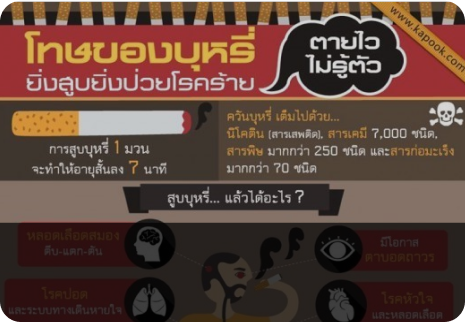 www.kapook.com
โทษของบุหรี่
ยิ่งสูบยิ่งป่วยโรคร้าย
ตายไว
ไม่รู้ตัว
การสูบบุหรี่ 1 มวน
จะทำให้อายุสั้นลง 7 นาที
ควันบุหรี่ เต็มไปด้วย...
นิโคติน (สารเสพติด), สารเคมี 7,000 ชนิด,
สารพิษ มากกว่า 250 ชนิด และสารก่อมะเร็ง
มากกว่า 70 ชนิด
สูบบุหรี่... แล้วได้อะไร ?
หลอดเลือดสมอง
ตีบ-แตก-ตัน
มีโอกาส
ตาบอดถาวร
โรคปอด
และระบบทางเดินหายใจ
โรคหัวใจ
และหลอดเลือด